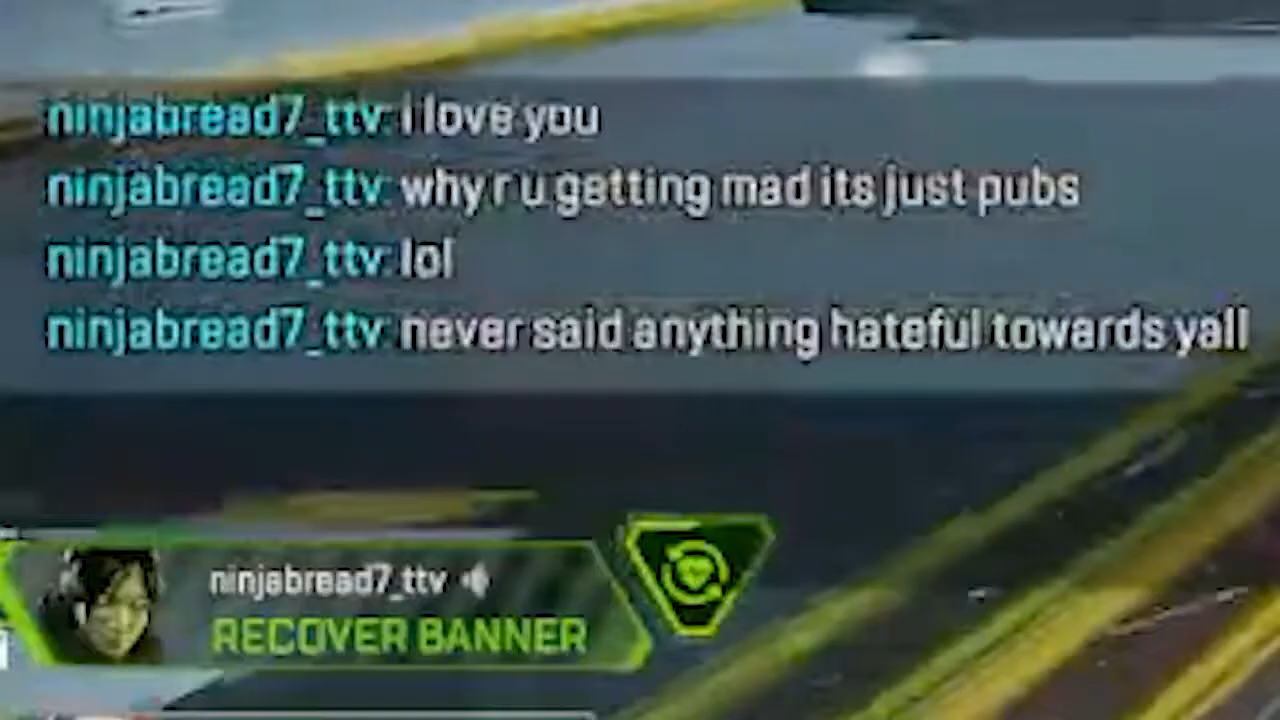 ninjabread7_ttv: i love you
ninjabread7_ttv: why r u getting mad its just pubs
ninjabread7_ttv: lol
ninjabread7_ttv: never said anything hateful towards yall
ninjabread7_ttv
RECOVER BANNER